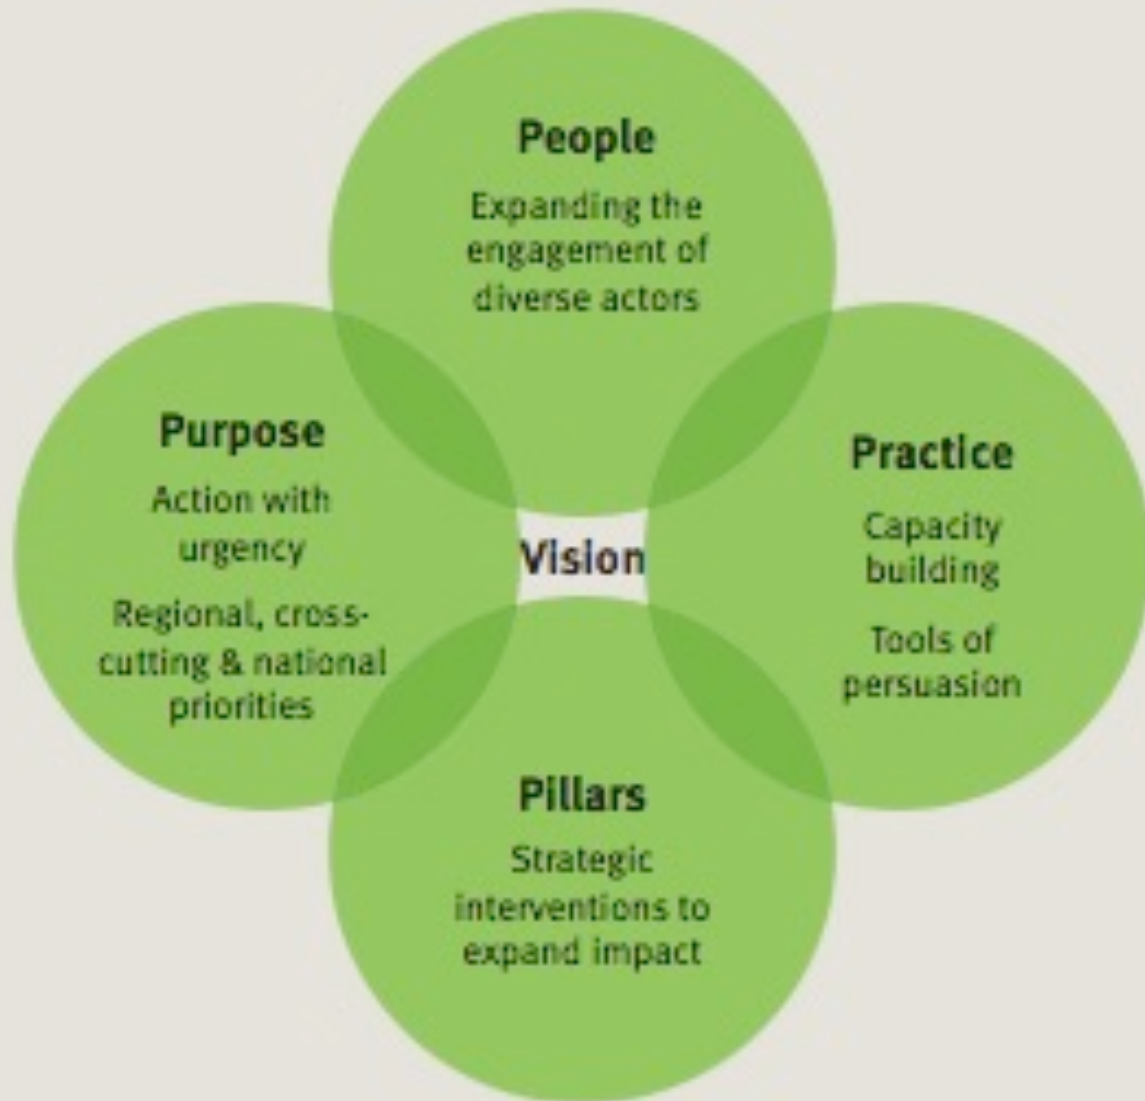 People
Expanding the
engagement of
diverse actors
Purpose
Action with
urgency
Regional, cross-
cutting & national
priorities
Vision
Practice
Capacity
building
Tools of
persuasion
Pillars
Strategic
interventions to
expand impact